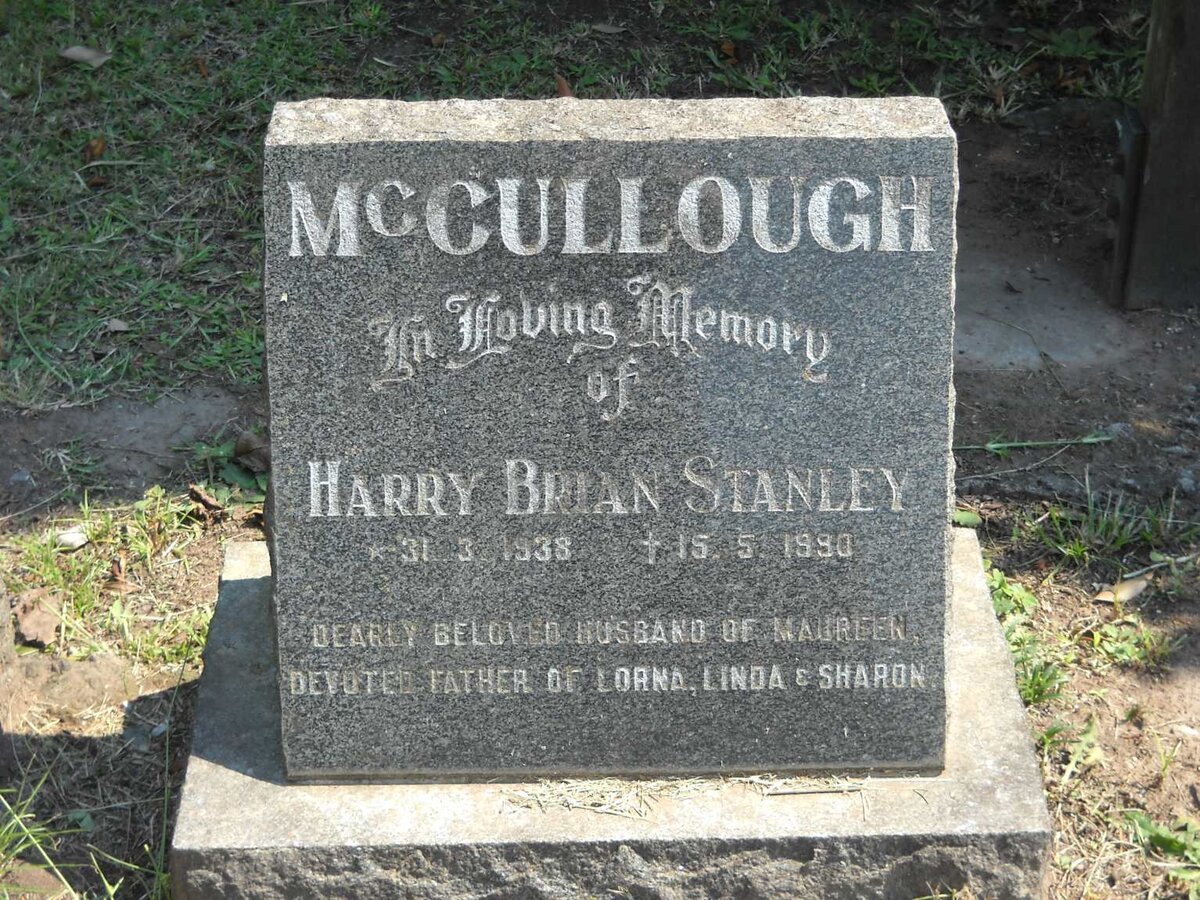 McCULLOUGH
In Loving Memory
of
HARRY BRIAN STANLEY
* 31. 3. 1938 † 15. 5. 1990
DEARLY BELOVED HUSBAND OF MAUREEN,
DEVOTED FATHER OF LORNA, LINDA & SHARON